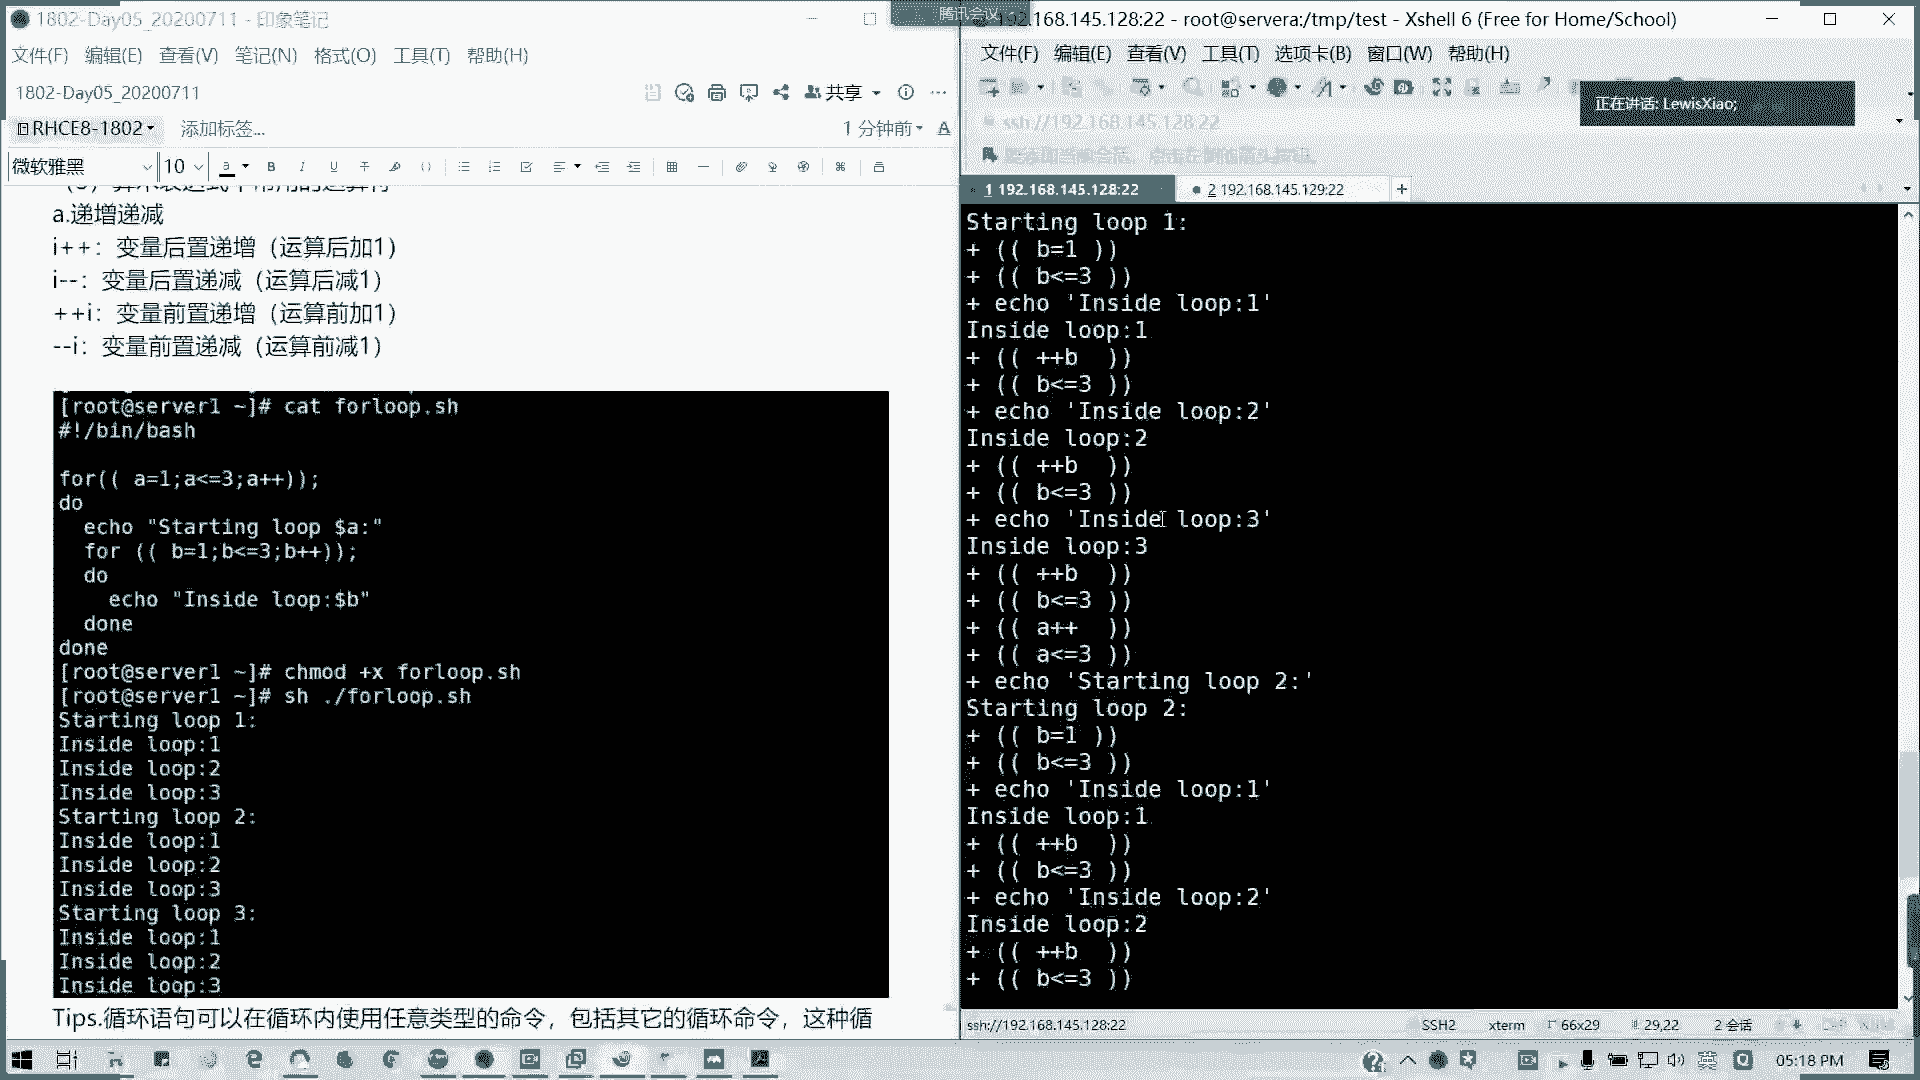 1802-Day05_20200711 - 印象笔记
文件(F) 编辑(E) 查看(V) 笔记(N) 格式(O) 工具(T) 帮助(H)
1802-Day05_20200711
共享
RHCE8-1802
添加标签...
1 分钟前
微软雅黑
10
a.递增递减
i++：变量后置递增（运算后加1）
i--：变量后置递减（运算后减1）
++i：变量前置递增（运算前加1）
--i：变量前置递减（运算前减1）
[root@server1 ~]# cat forloop.sh
#!/bin/bash
for(( a=1;a<=3;a++));
do
echo "Starting loop $a:"
for (( b=1;b<=3;b++));
do
echo "Inside loop:$b"
done
done
[root@server1 ~]# chmod +x forloop.sh
[root@server1 ~]# sh ./forloop.sh
Starting loop 1:
Inside loop:1
Inside loop:2
Inside loop:3
Starting loop 2:
Inside loop:1
Inside loop:2
Inside loop:3
Starting loop 3:
Inside loop:1
Inside loop:2
Inside loop:3
Tips.循环语句可以在循环内使用任意类型的命令，包括其它的循环命令，这种循
腾讯会议
192.168.145.128:22 - root@servera:/tmp/test - Xshell 6 (Free for Home/School)
文件(F) 编辑(E) 查看(V) 工具(T) 选项卡(B) 窗口(W) 帮助(H)
正在讲话: LewisXiao;
ssh://192.168.145.128:22
1 192.168.145.128:22
2 192.168.145.129:22
Starting loop 1:
+ (( b=1 ))
+ (( b<=3 ))
+ echo 'Inside loop:1'
Inside loop:1
+ (( ++b  ))
+ (( b<=3 ))
+ echo 'Inside loop:2'
Inside loop:2
+ (( ++b  ))
+ (( b<=3 ))
+ echo 'Inside loop:3'
Inside loop:3
+ (( ++b  ))
+ (( b<=3 ))
+ (( a++  ))
+ (( a<=3 ))
+ echo 'Starting loop 2:'
Starting loop 2:
+ (( b=1 ))
+ (( b<=3 ))
+ echo 'Inside loop:1'
Inside loop:1
+ (( ++b  ))
+ (( b<=3 ))
+ echo 'Inside loop:2'
Inside loop:2
+ (( ++b  ))
+ (( b<=3 ))
ssh://192.168.145.128:22
SSH2
xterm
66x29
29,22
2 会话
英
05:18 PM